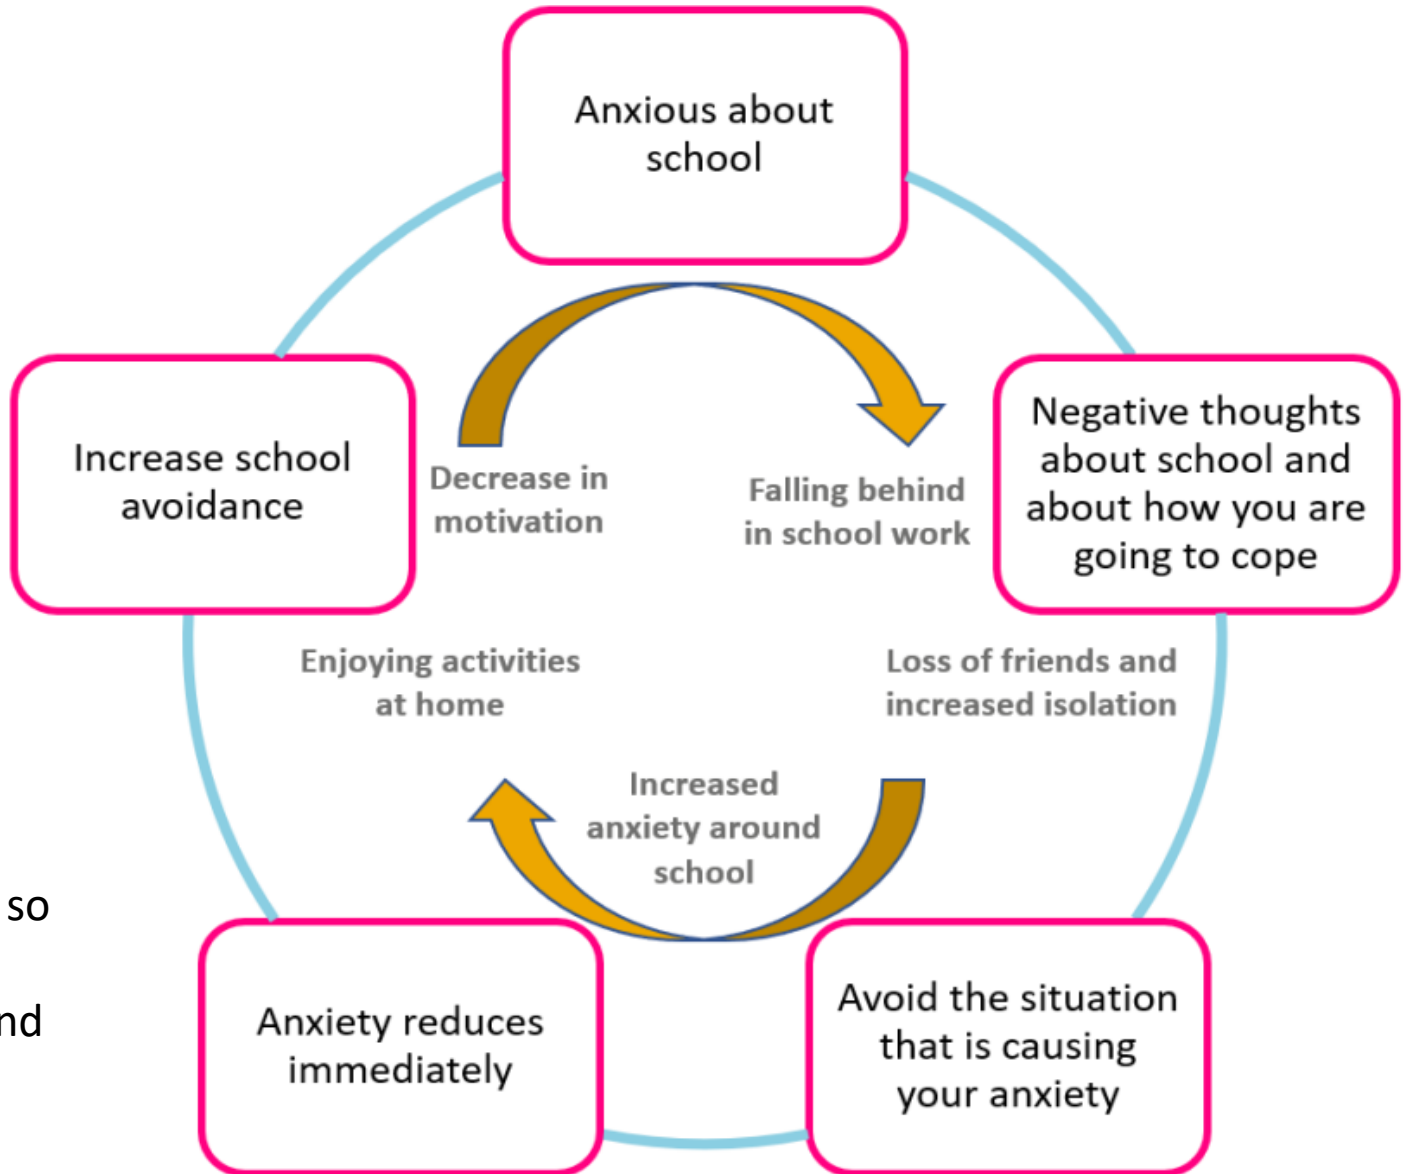 Anxious about
school
Negative thoughts
about school and
about how you are
going to cope
Avoid the situation
that is causing
your anxiety
Anxiety reduces
immediately
Increase school
avoidance
Decrease in
motivation
Falling behind
in school work
Loss of friends and
increased isolation
Increased
anxiety around
school
Enjoying activities
at home
so